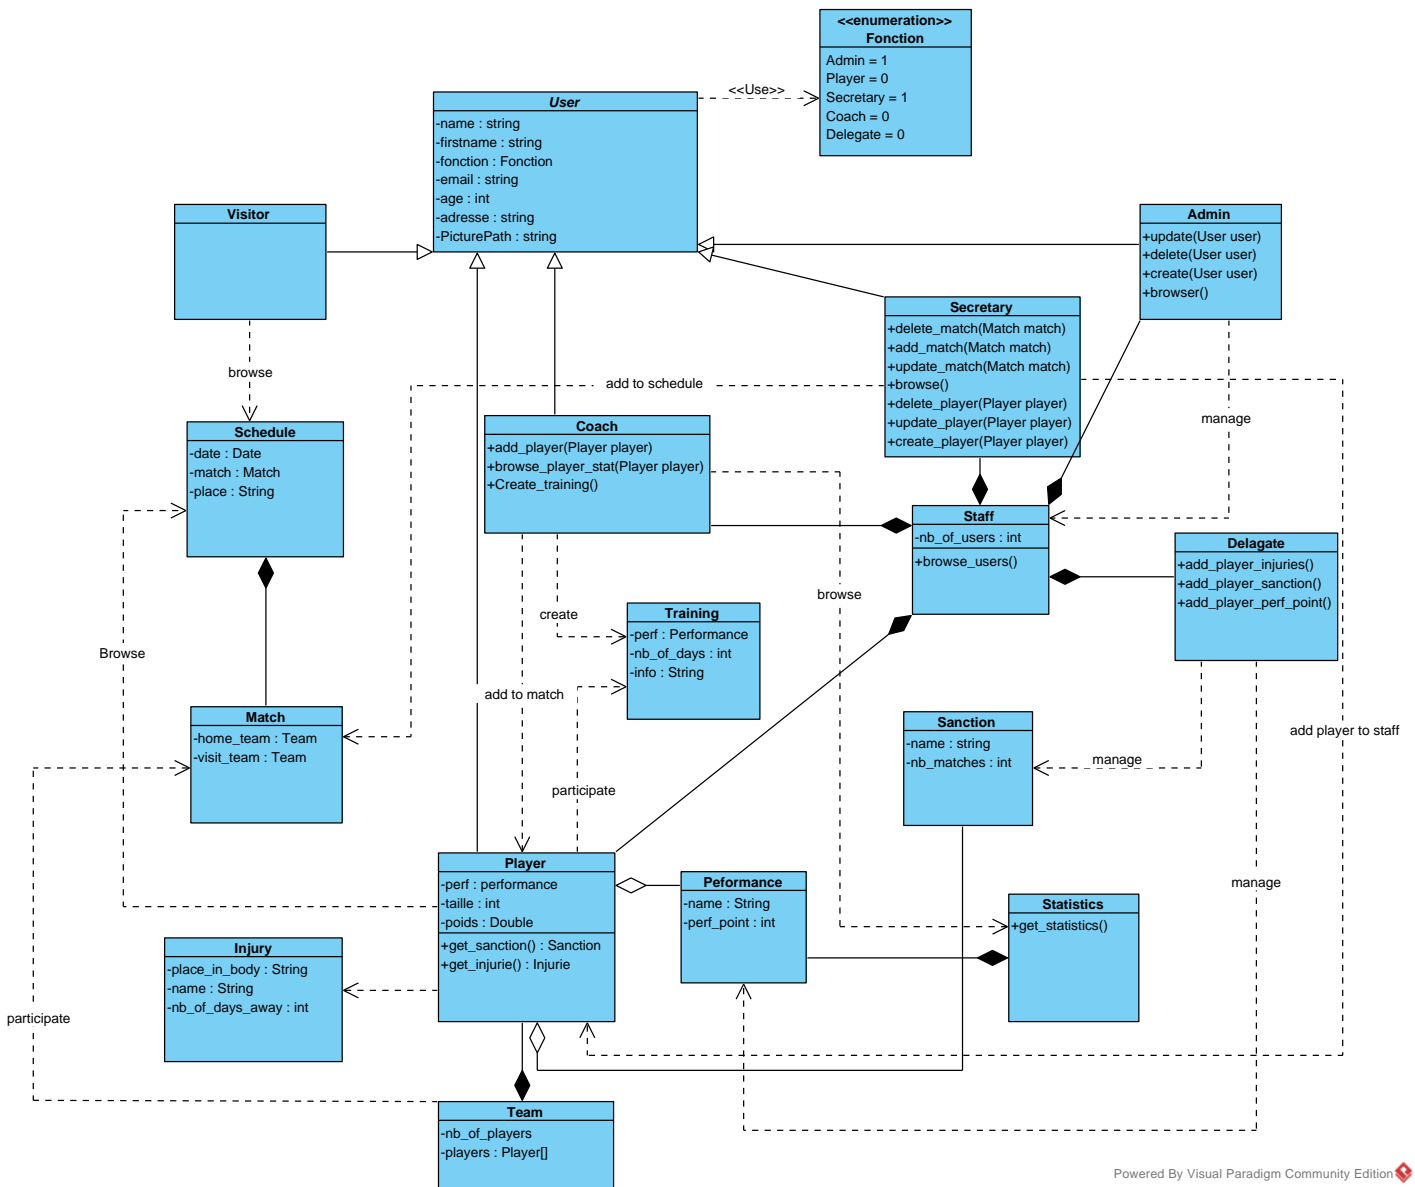 <<enumeration>>
Fonction
Admin = 1
Player = 0
Secretary = 1
Coach = 0
Delegate = 0
<<Use>>
User
-name : string
-firstname : string
-fonction : Fonction
-email : string
-age : int
-adresse : string
-PicturePath : string
Visitor
Admin
+update(User user)
+delete(User user)
+create(User user)
+browser()
Secretary
+delete_match(Match match)
+add_match(Match match)
+update_match(Match match)
+browse()
+delete_player(Player player)
+update_player(Player player)
+create_player(Player player)
browse
add to schedule
manage
Schedule
-date : Date
-match : Match
-place : String
Coach
+add_player(Player player)
+browse_player_stat(Player player)
+Create_training()
Staff
-nb_of_users : int
+browse_users()
Delagate
+add_player_injuries()
+add_player_sanction()
+add_player_perf_point()
browse
create
Training
-perf : Performance
-nb_of_days : int
-info : String
Browse
add to match
Match
-home_team : Team
-visit_team : Team
Sanction
-name : string
-nb_matches : int
add player to staff
manage
participate
Player
-perf : performance
-taille : int
-poids : Double
+get_sanction() : Sanction
+get_injurie() : Injurie
Peformance
-name : String
-perf_point : int
manage
Statistics
+get_statistics()
Injury
-place_in_body : String
-name : String
-nb_of_days_away : int
participate
Team
-nb_of_players
-players : Player[]
Powered By Visual Paradigm Community Edition